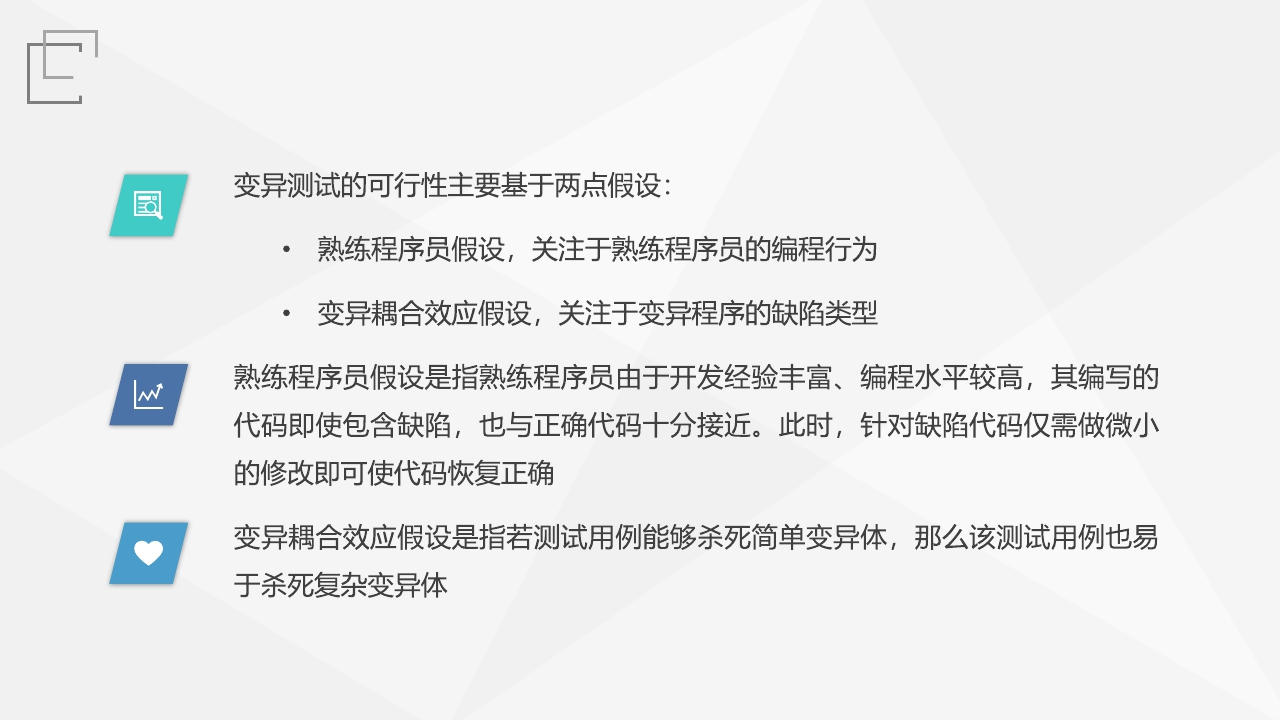 变异测试的可行性主要基于两点假设：
• 熟练程序员假设，关注于熟练程序员的编程行为
• 变异耦合效应假设，关注于变异程序的缺陷类型
熟练程序员假设是指熟练程序员由于开发经验丰富、编程水平较高，其编写的
代码即使包含缺陷，也与正确代码十分接近。此时，针对缺陷代码仅需做微小
的修改即可使代码恢复正确
变异耦合效应假设是指若测试用例能够杀死简单变异体，那么该测试用例也易
于杀死复杂变异体